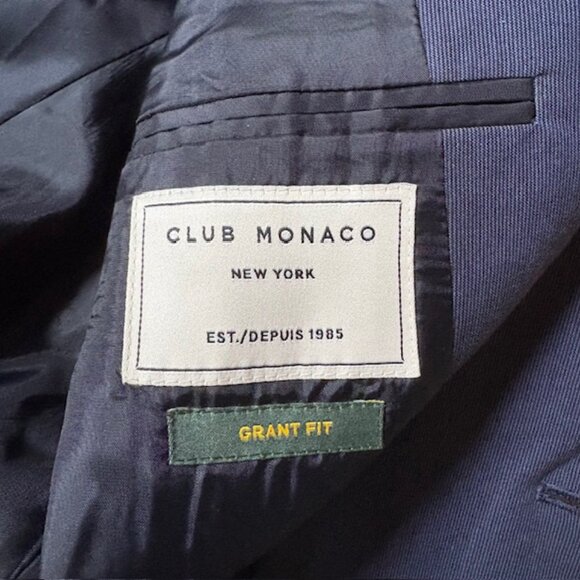 CLUB MONACO
NEW YORK
EST./DEPUIS 1985
GRANT FIT